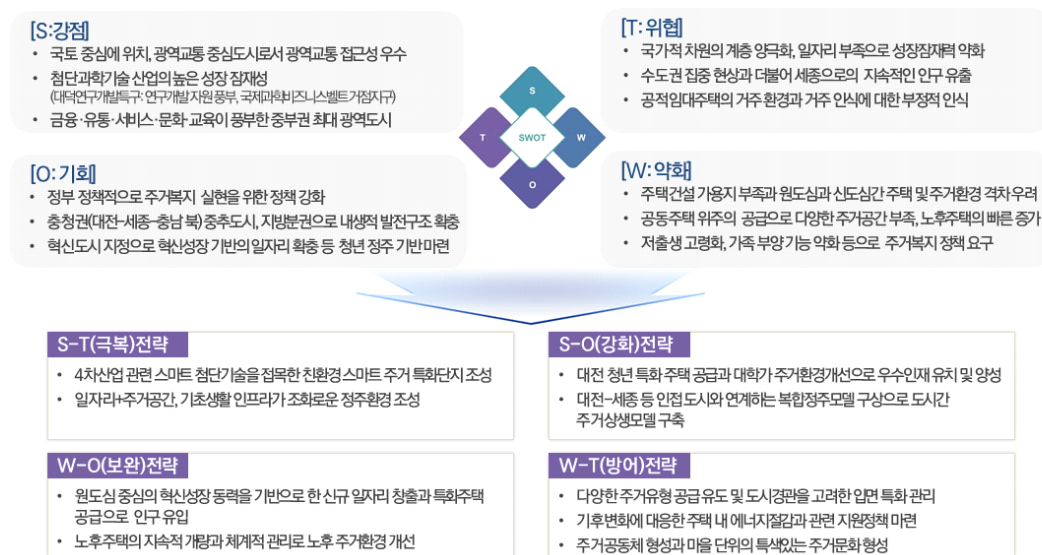 [S:강점]
• 국토 중심에 위치, 광역교통 중심도시로서 광역교통 접근성 우수
• 첨단과학기술 산업의 높은 성장 잠재성
(대덕연구개발특구: 연구개발 자원 풍부, 국제과학비즈니스벨트 거점지구)
• 금융·유통·서비스·문화·교육이 풍부한 중부권 최대 광역도시
[T: 위협]
• 국가적 차원의 계층 양극화, 일자리 부족으로 성장잠재력 약화
• 수도권 집중 현상과 더불어 세종으로의 지속적인 인구 유출
• 공적임대주택의 거주 환경과 거주 인식에 대한 부정적 인식
S
T
SWOT
W
O
[O: 기회]
• 정부 정책적으로 주거복지 실현을 위한 정책 강화
• 충청권(대전-세종-충남 북) 중추도시, 지방분권으로 내생적 발전구조 확충
• 혁신도시 지정으로 혁신성장 기반의 일자리 확충 등 청년 정주 기반 마련
[W: 약화]
• 주택건설 가용지 부족과 원도심과 신도심간 주택 및 주거환경 격차 우려
• 공동주택 위주의 공급으로 다양한 주거공간 부족, 노후주택의 빠른 증가
• 저출생 고령화, 가족 부양 기능 약화 등으로 주거복지 정책 요구
S-T(극복)전략
• 4차산업 관련 스마트 첨단기술을 접목한 친환경 스마트 주거 특화단지 조성
• 일자리+주거공간, 기초생활 인프라가 조화로운 정주환경 조성
S-O(강화)전략
• 대전 청년 특화 주택 공급과 대학가 주거환경개선으로 우수인재 유치 및 양성
• 대전-세종 등 인접 도시와 연계하는 복합정주모델 구상으로 도시간
주거상생모델 구축
W-O(보완)전략
• 원도심 중심의 혁신성장 동력을 기반으로 한 신규 일자리 창출과 특화주택
공급으로 인구 유입
• 노후주택의 지속적 개량과 체계적 관리로 노후 주거환경 개선
W-T(방어)전략
• 다양한 주거유형 공급 유도 및 도시경관을 고려한 입면 특화 관리
• 기후변화에 대응한 주택 내 에너지절감과 관련 지원정책 마련
• 주거공동체 형성과 마을 단위의 특색있는 주거문화 형성